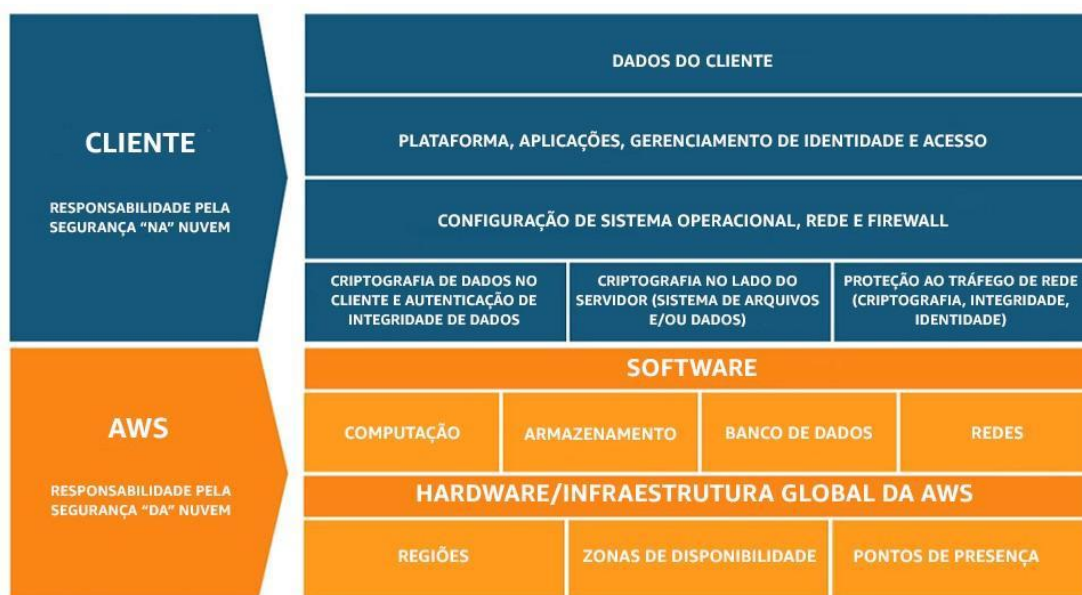 CLIENTE
RESPONSABILIDADE PELA
SEGURANÇA “NA” NUVEM
DADOS DO CLIENTE
PLATAFORMA, APLICAÇÕES, GERENCIAMENTO DE IDENTIDADE E ACESSO
CONFIGURAÇÃO DE SISTEMA OPERACIONAL, REDE E FIREWALL
CRIPTOGRAFIA DE DADOS NO
CLIENTE E AUTENTICAÇÃO DE
INTEGRIDADE DE DADOS
CRIPTOGRAFIA NO LADO DO
SERVIDOR (SISTEMA DE ARQUIVOS
E/OU DADOS)
PROTEÇÃO AO TRÁFEGO DE REDE
(CRIPTOGRAFIA, INTEGRIDADE,
IDENTIDADE)
AWS
RESPONSABILIDADE PELA
SEGURANÇA “DA” NUVEM
SOFTWARE
COMPUTAÇÃO
ARMAZENAMENTO
BANCO DE DADOS
REDES
HARDWARE/INFRAESTRUTURA GLOBAL DA AWS
REGIÕES
ZONAS DE DISPONIBILIDADE
PONTOS DE PRESENÇA